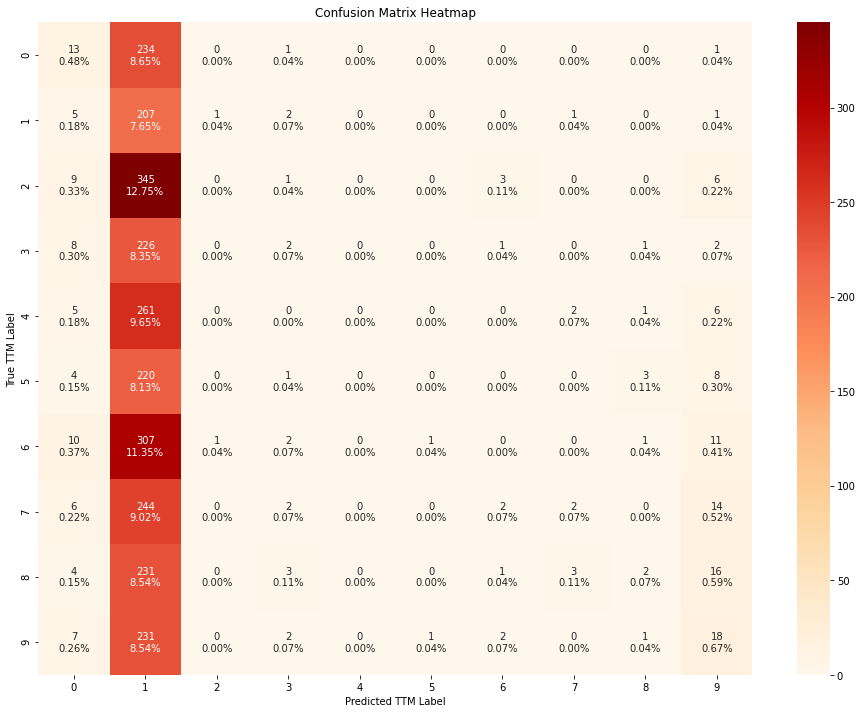 Confusion Matrix Heatmap
0 13 234 0 1 0 0 0 0 0 1
0.48% 8.65% 0.00% 0.04% 0.00% 0.00% 0.00% 0.00% 0.00% 0.04%
1 5 207 1 2 0 0 0 1 0 1
0.18% 7.65% 0.04% 0.07% 0.00% 0.00% 0.00% 0.04% 0.00% 0.04%
2 9 345 0 1 0 0 3 0 0 6
0.33% 12.75% 0.00% 0.04% 0.00% 0.00% 0.11% 0.00% 0.00% 0.22%
3 8 226 0 2 0 0 1 0 1 2
0.30% 8.35% 0.00% 0.07% 0.00% 0.00% 0.04% 0.00% 0.04% 0.07%
4 5 261 0 0 0 0 0 2 1 6
0.18% 9.65% 0.00% 0.00% 0.00% 0.00% 0.00% 0.07% 0.04% 0.22%
5 4 220 0 1 0 0 0 0 3 8
0.15% 8.13% 0.00% 0.04% 0.00% 0.00% 0.00% 0.00% 0.11% 0.30%
6 10 307 1 2 0 1 0 0 1 11
0.37% 11.35% 0.04% 0.07% 0.00% 0.04% 0.00% 0.00% 0.04% 0.41%
7 6 244 0 2 0 0 2 2 0 14
0.22% 9.02% 0.00% 0.07% 0.00% 0.00% 0.07% 0.07% 0.00% 0.52%
8 4 231 0 3 0 0 1 3 2 16
0.15% 8.54% 0.00% 0.11% 0.00% 0.00% 0.04% 0.11% 0.07% 0.59%
9 7 231 0 2 0 1 2 0 1 18
0.26% 8.54% 0.00% 0.07% 0.00% 0.04% 0.07% 0.00% 0.04% 0.67%
0 1 2 3 4 5 6 7 8 9
Predicted TTM Label
True TTM Label
300
250
200
150
100
50
0